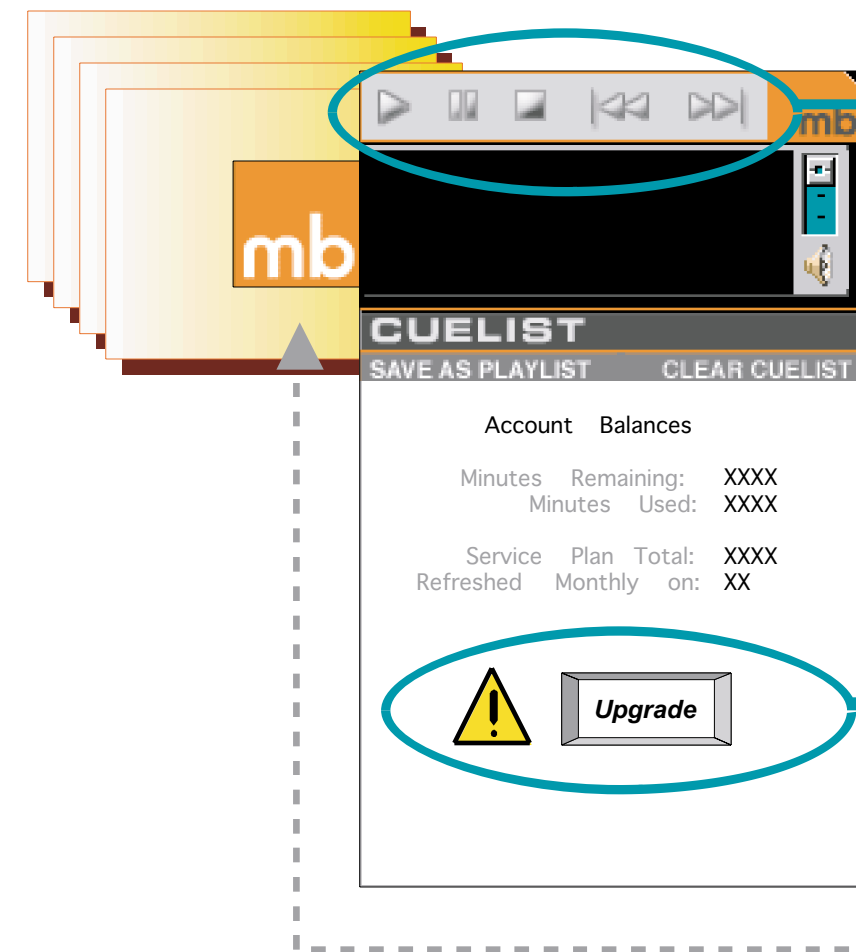 mb
mb
CUELIST
SAVE AS PLAYLIST CLEAR CUELIST
Account Balances
Minutes Remaining: XXXX
Minutes Used: XXXX
Service Plan Total: XXXX
Refreshed Monthly on: XX
Upgrade